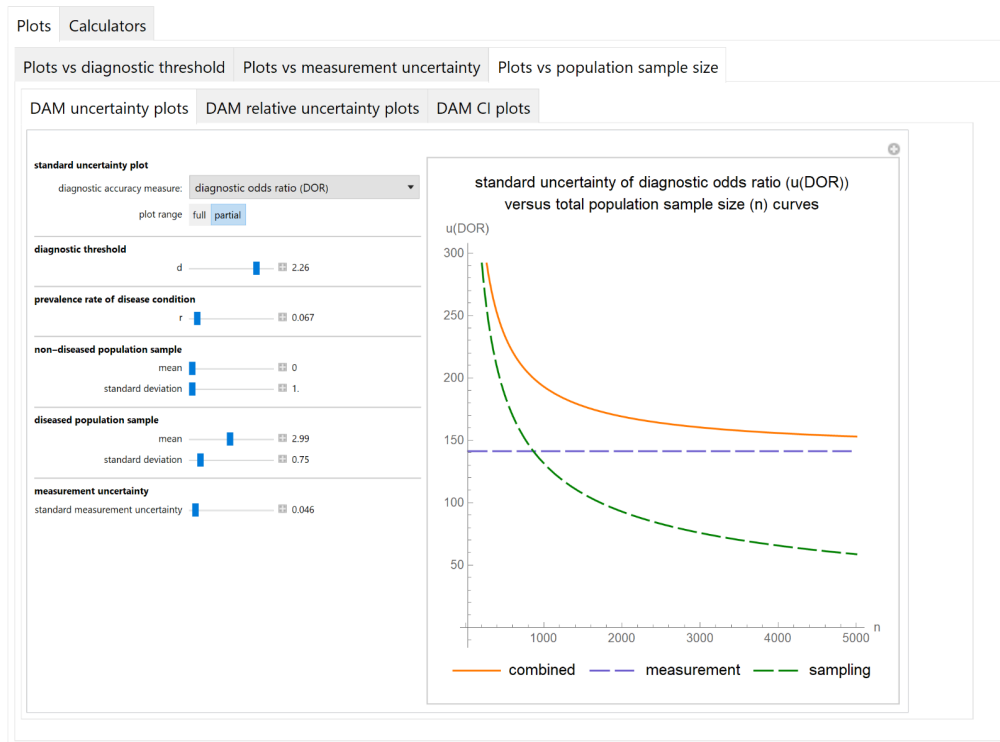 Plots Calculators
Plots vs diagnostic threshold Plots vs measurement uncertainty Plots vs population sample size
DAM uncertainty plots DAM relative uncertainty plots DAM CI plots
standard uncertainty plot
diagnostic accuracy measure: diagnostic odds ratio (DOR)
plot range full partial
diagnostic threshold
d 2.26
prevalence rate of disease condition
r 0.067
non-diseased population sample
mean 0
standard deviation 1.
diseased population sample
mean 2.99
standard deviation 0.75
measurement uncertainty
standard measurement uncertainty 0.046
standard uncertainty of diagnostic odds ratio (u(DOR))
versus total population sample size (n) curves
u(DOR)
300
250
200
150
100
50
1000 2000 3000 4000 5000 n
combined measurement sampling